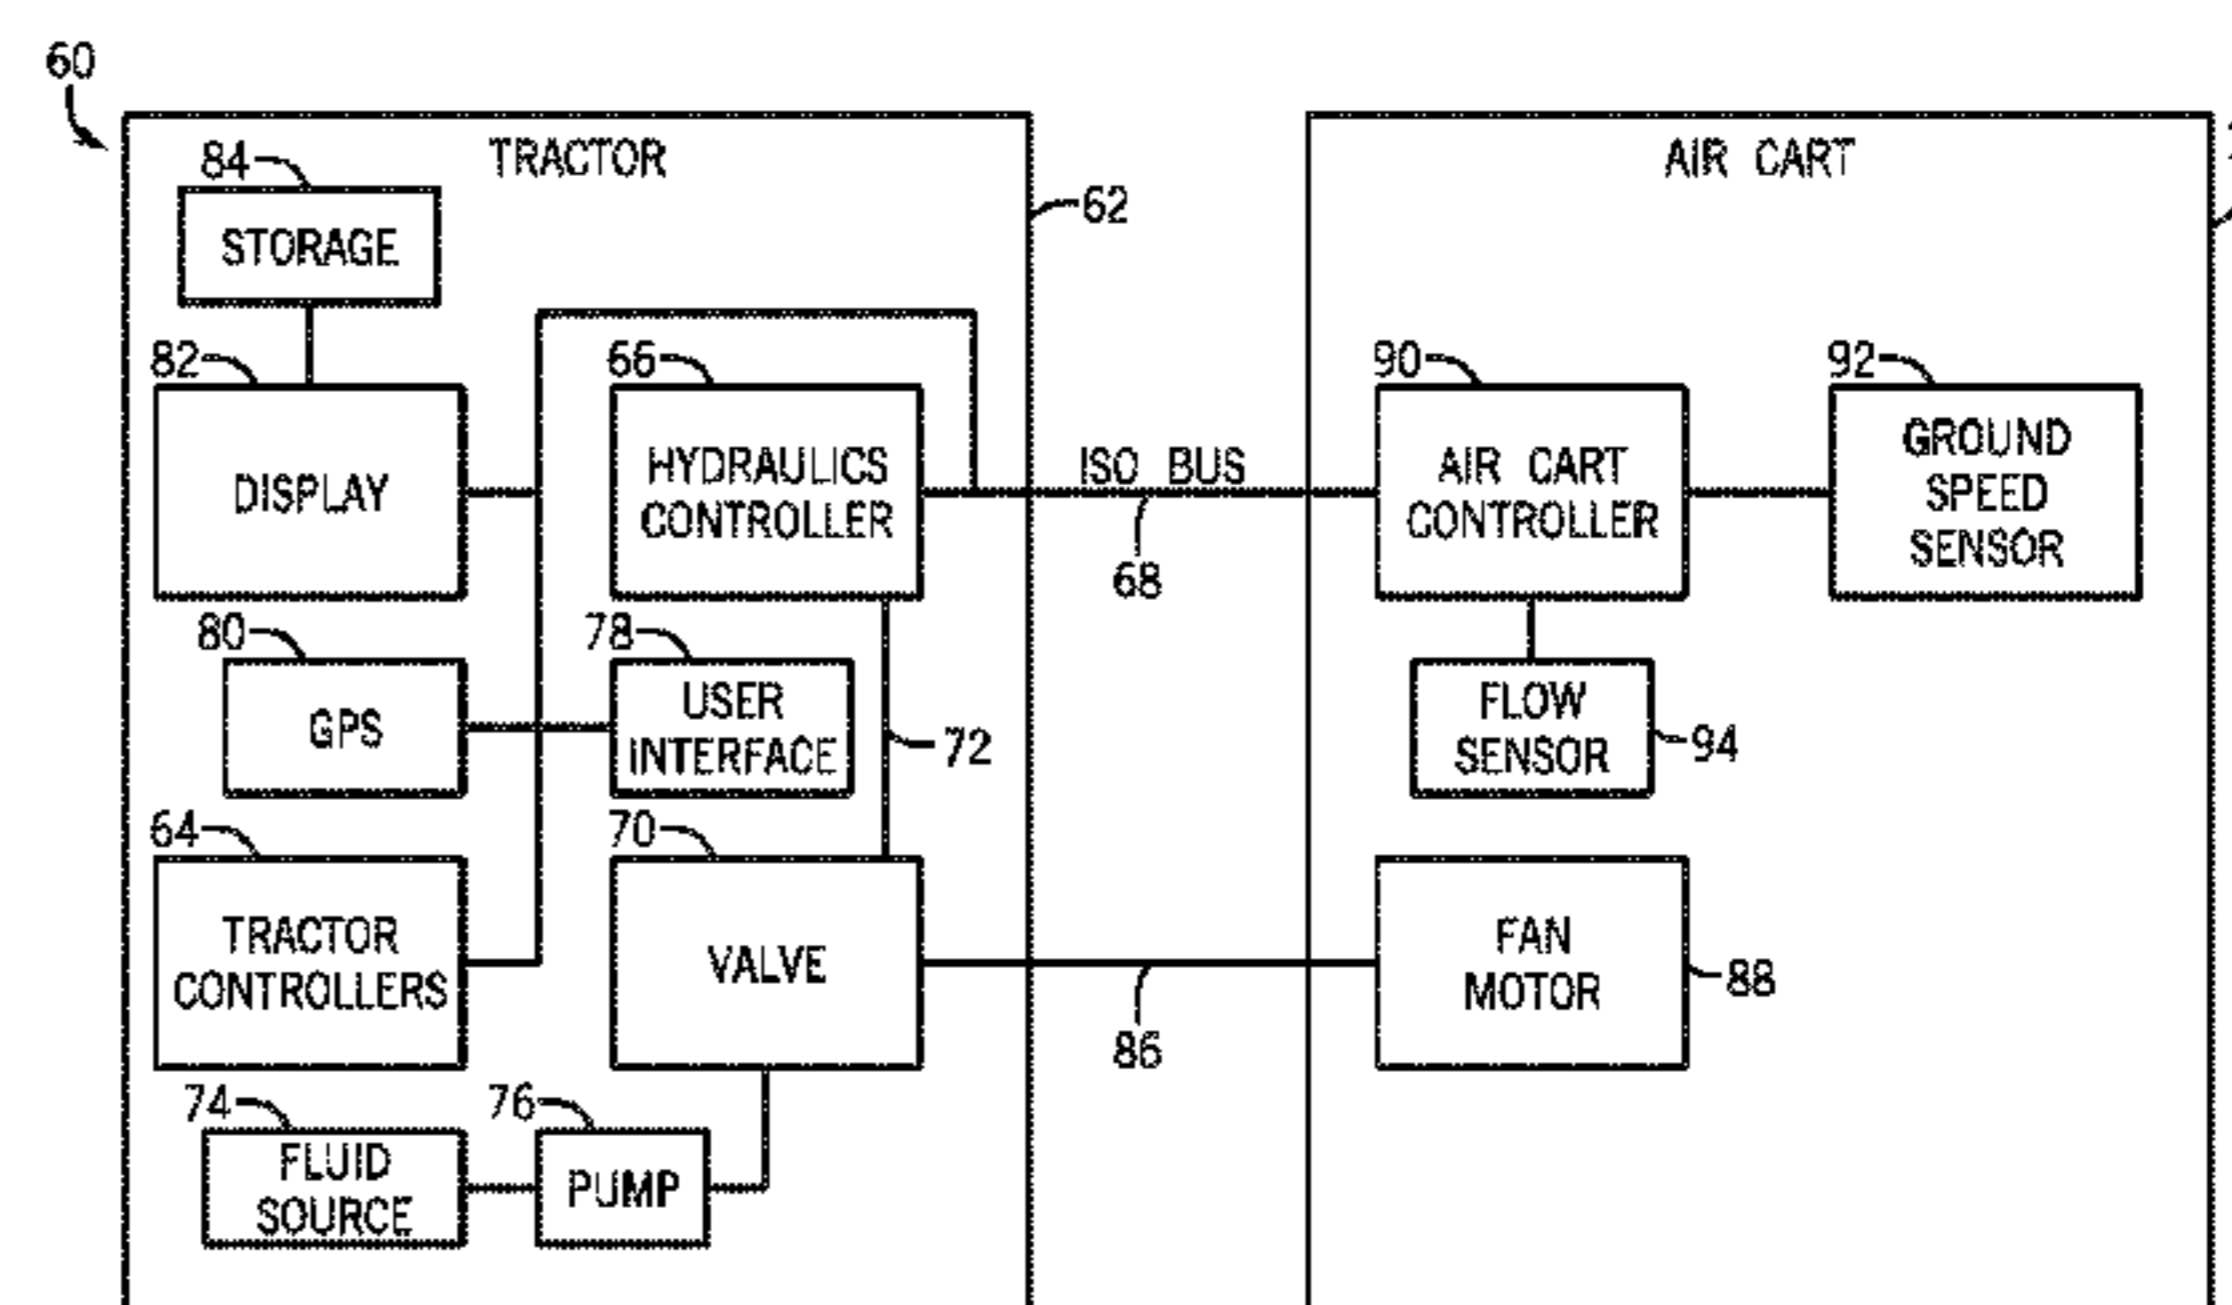 60
TRACTOR
AIR CART
84
STORAGE
62
82
DISPLAY
66
HYDRAULICS
CONTROLLER
ISO BUS
68
90
AIR CART
CONTROLLER
92
GROUND
SPEED
SENSOR
80
GPS
78
USER
INTERFACE
72
FLOW
SENSOR
94
64
TRACTOR
CONTROLLERS
70
VALVE
86
FAN
MOTOR
88
74
FLUID
SOURCE
76
PUMP